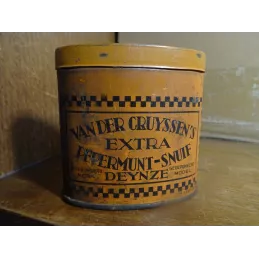 VAN DER CRUYSSEN'S
EXTRA
PEPERMUNT-SNUIF
DEYNZE